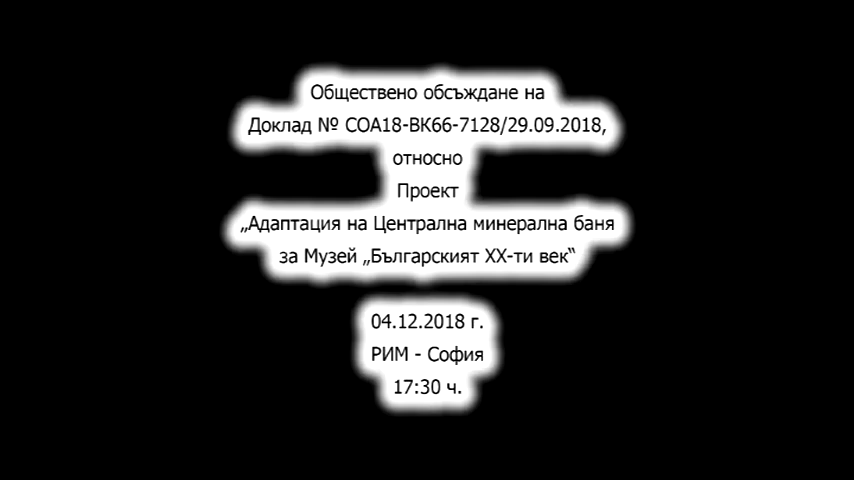 Обществено обсъждане на
Доклад № СОА18-ВК66-7128/29.09.2018,
относно
Проект
„Адаптация на Централна минерална баня
за Музей „Българският ХХ-ти век“
04.12.2018 г.
РИМ - София
17:30 ч.